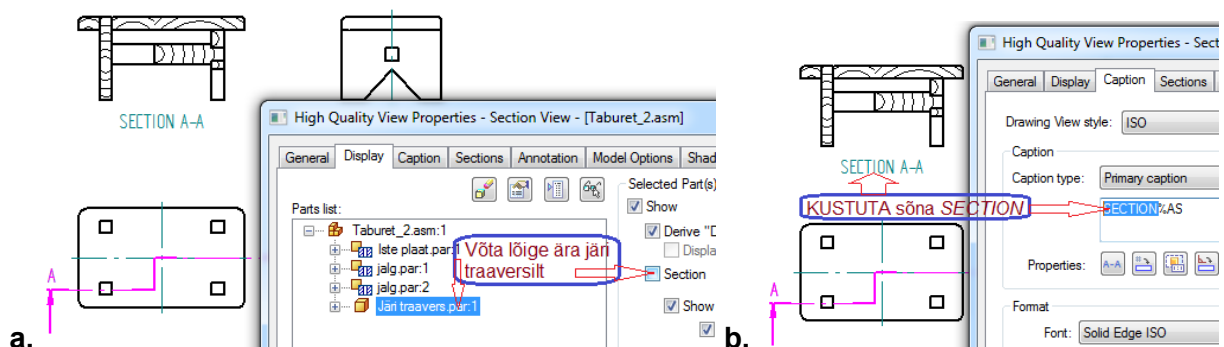 SECTION A-A
High Quality View Properties - Section View - [Taburet_2.asm]
General Display Caption Sections Annotation Model Options Shad
Parts list:
Selected Part(s)
Show
Derive "D
Displa
Section
Show
Taburet_2.asm:1
Iste plaat.par:1
jalg.par:1
jalg.par:2
Järi traavers.par:1
Võta lõige ära järi
traaversilt
A
a.
SECTION A-A
KUSTUTA sõna SECTION
High Quality View Properties - Sect
General Display Caption Sections
Drawing View style: ISO
Caption
Caption type: Primary caption
SECTION%AS
Properties: A-A
Format
Font: Solid Edge ISO
A
b.